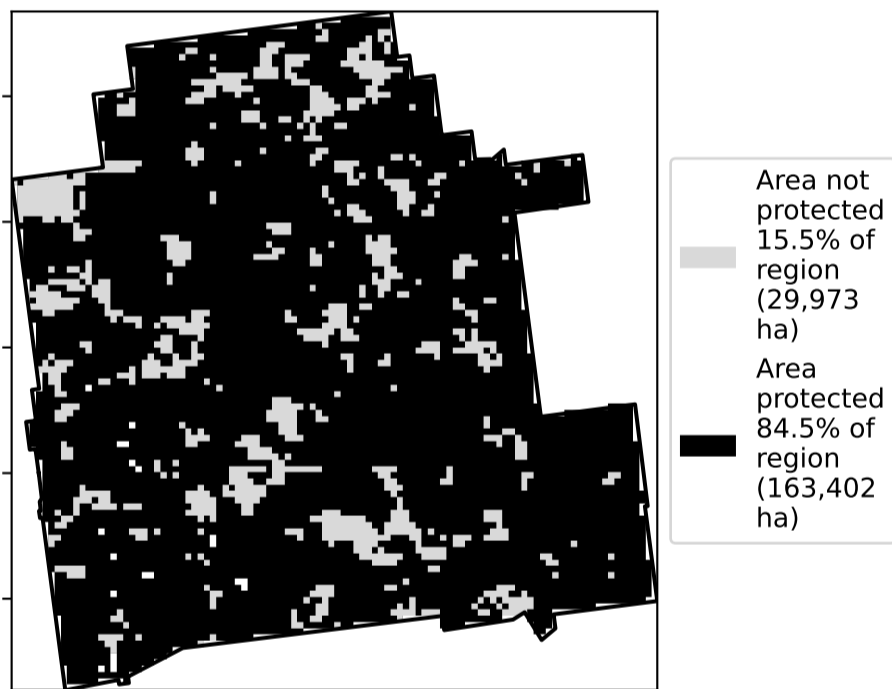 Area not
protected
15.5% of
region
(29,973
ha)
Area
protected
84.5% of
region
(163,402
ha)